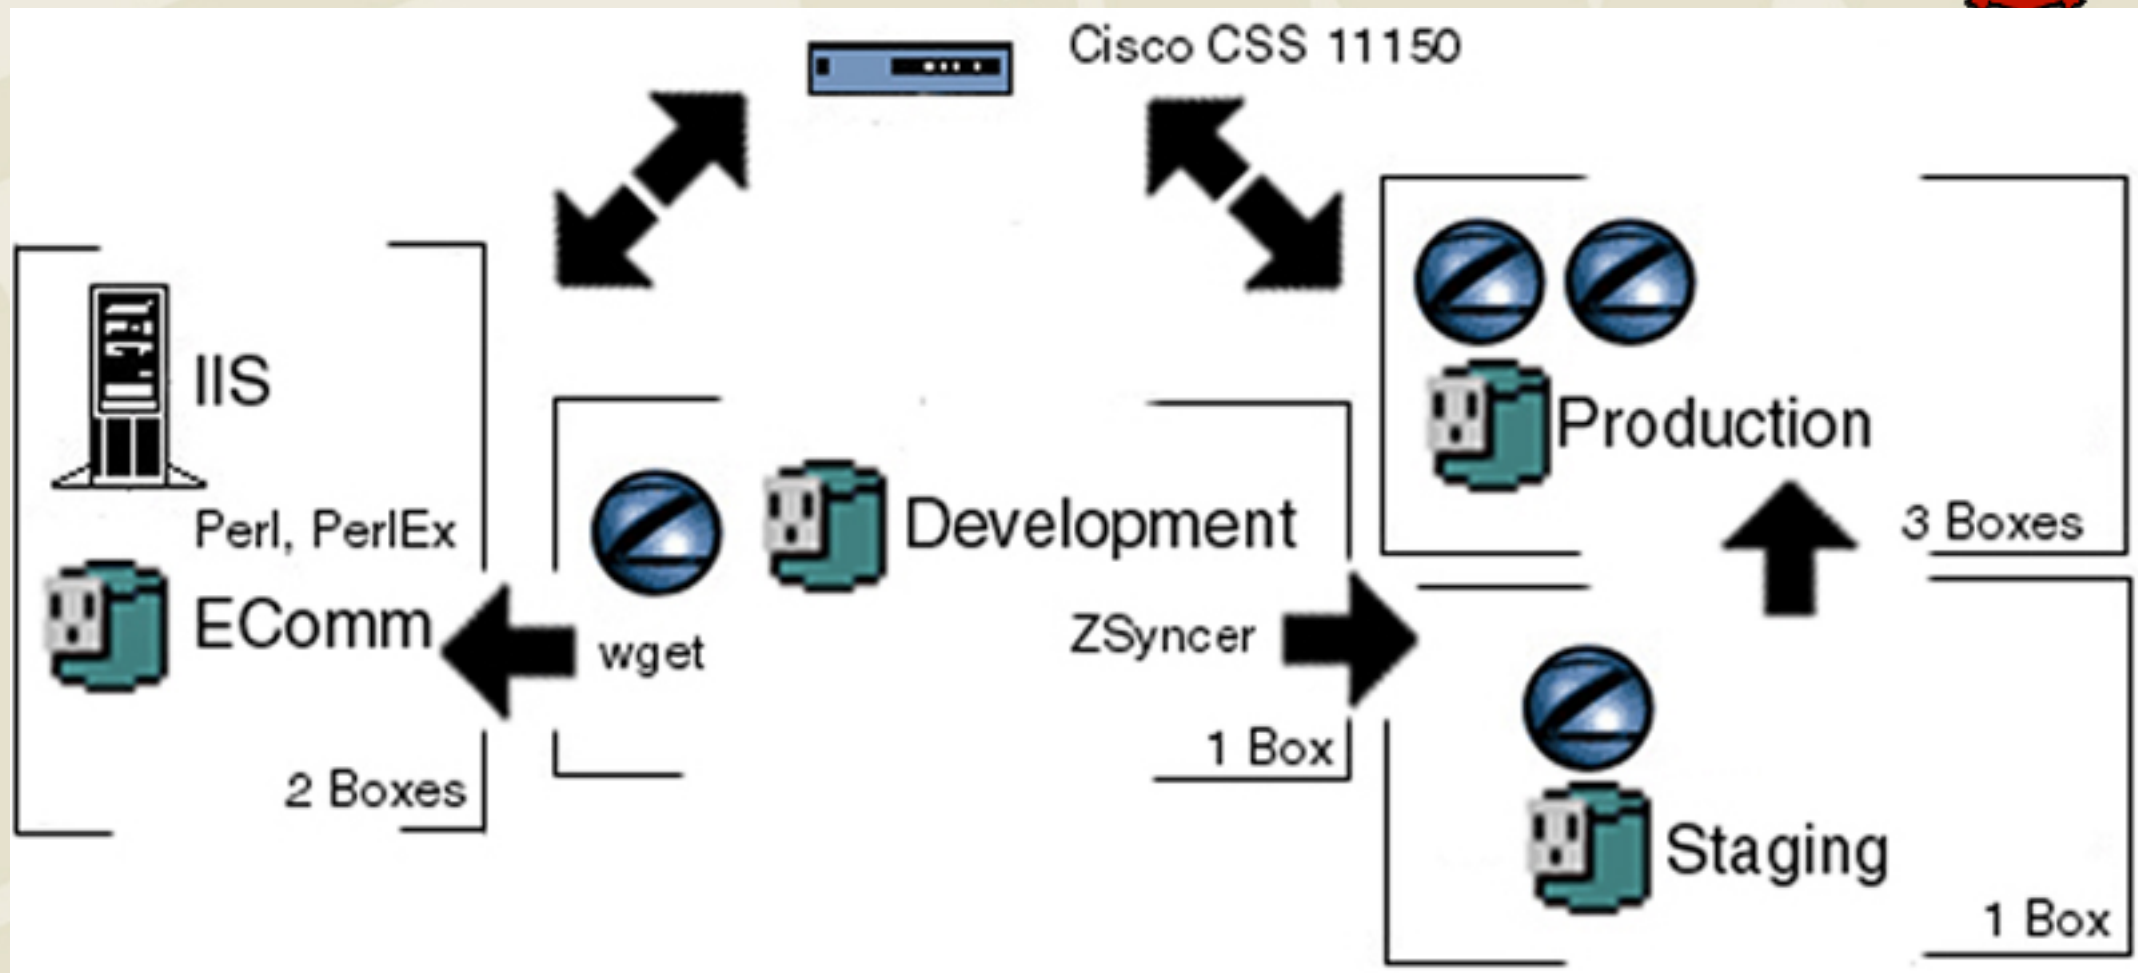 Cisco CSS 11150
IIS
Perl, PerlEx
EComm
2 Boxes
Development
wget
ZSyncer
1 Box
Production
3 Boxes
Staging
1 Box